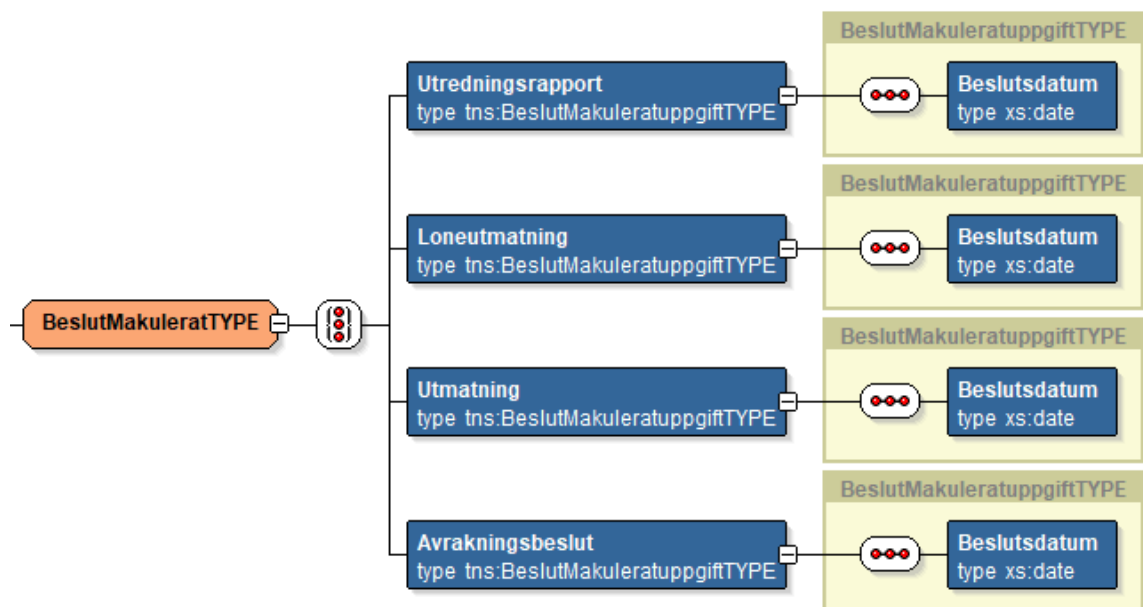 BeslutMakuleratuppgiftTYPE
Utredningsrapport
type tns:BeslutMakuleratuppgiftTYPE
Beslutsdatum
type xs:date
BeslutMakuleratuppgiftTYPE
Loneutmatning
type tns:BeslutMakuleratuppgiftTYPE
Beslutsdatum
type xs:date
BeslutMakuleratTYPE
BeslutMakuleratuppgiftTYPE
Utmatning
type tns:BeslutMakuleratuppgiftTYPE
Beslutsdatum
type xs:date
BeslutMakuleratuppgiftTYPE
Avrakningsbeslut
type tns:BeslutMakuleratuppgiftTYPE
Beslutsdatum
type xs:date